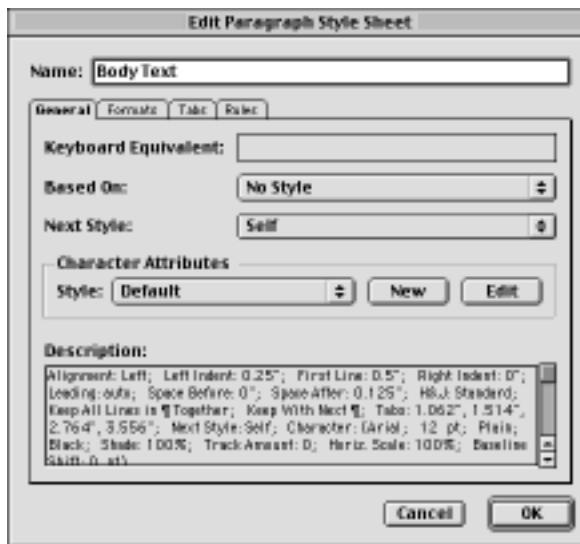 Edit Paragraph Style Sheet
Name: Body Text
General Formats Tabs Rules
Keyboard Equivalent:
Based On: No Style
Next Style: Self
Character Attributes
Style: Default New Edit
Description:
Alignment: Left; Left Indent: 0.25"; First Line: 0.5"; Right Indent: 0";
Leading: auto; Space Before: 0"; Space After: 0.125"; H&J: Standard;
Keep All Lines in ¶ Together; Keep With Next ¶; Tabs: 1.062", 1.514",
2.764", 3.556"; Next Style: Self; Character: (Arial; 12 pt; Plain;
Black; Shade: 100%; Track Amount: 0; Horiz. Scale: 100%; Baseline
Shift: 0 pt)
Cancel OK